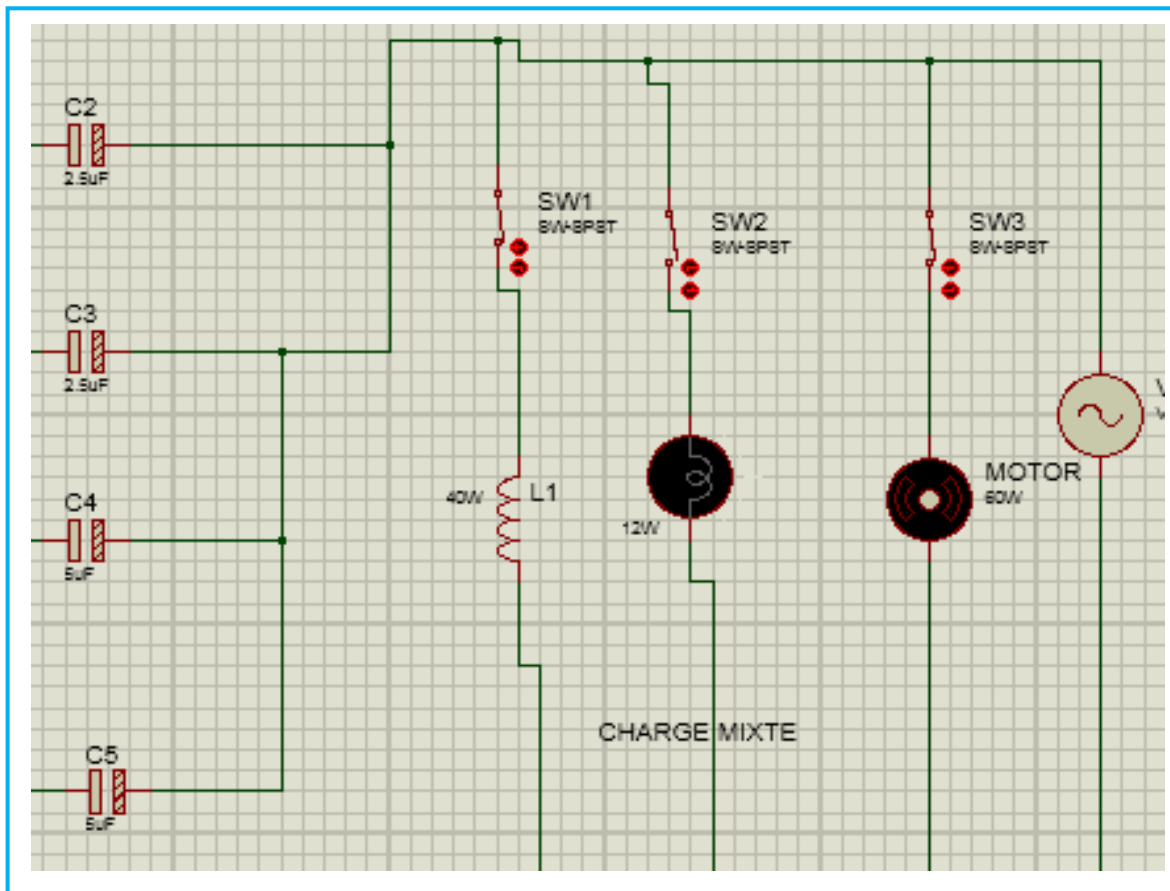 C2
2.5uF
SW1
SW-SPST
SW2
SW-SPST
SW3
SW-SPST
C3
2.5uF
40W
L1
12W
MOTOR
60W
C4
5uF
CHARGE MIXTE
C5
5uF